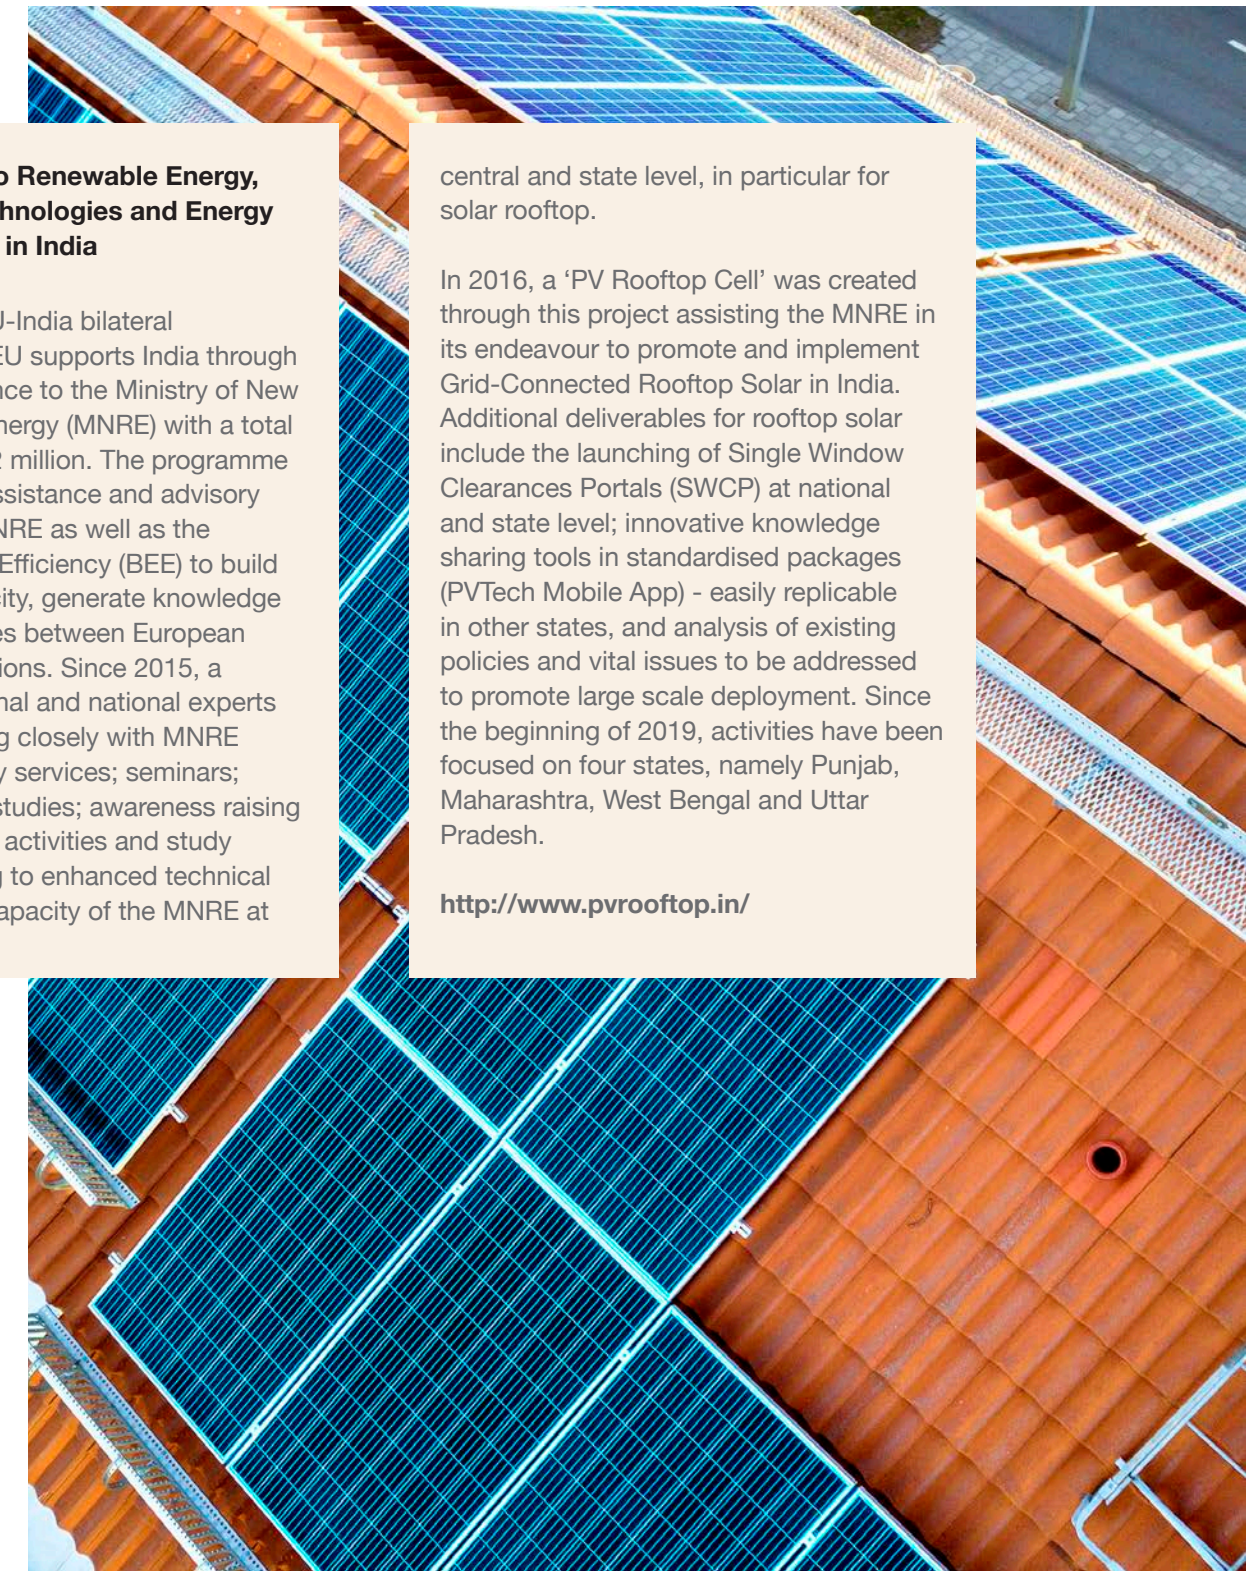 o Renewable Energy,
hnologies and Energy
in India
J-India bilateral
EU supports India through
nce to the Ministry of New
nergy (MNRE) with a total
2 million. The programme
ssistance and advisory
NRE as well as the
Efficiency (BEE) to build
city, generate knowledge
es between European
ions. Since 2015, a
nal and national experts
g closely with MNRE
y services; seminars;
studies; awareness raising
activities and study
g to enhanced technical
apacity of the MNRE at
central and state level, in particular for
solar rooftop.
In 2016, a ‘PV Rooftop Cell’ was created
through this project assisting the MNRE in
its endeavour to promote and implement
Grid-Connected Rooftop Solar in India.
Additional deliverables for rooftop solar
include the launching of Single Window
Clearances Portals (SWCP) at national
and state level; innovative knowledge
sharing tools in standardised packages
(PVTech Mobile App) - easily replicable
in other states, and analysis of existing
policies and vital issues to be addressed
to promote large scale deployment. Since
the beginning of 2019, activities have been
focused on four states, namely Punjab,
Maharashtra, West Bengal and Uttar
Pradesh.
http://www.pvrooftop.in/